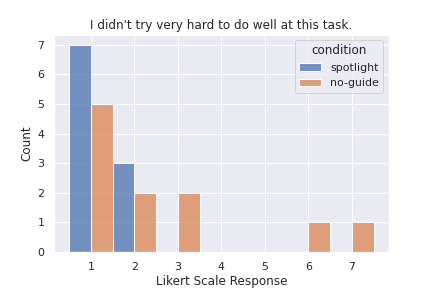 I didn't try very hard to do well at this task.
condition
spotlight
no-guide
Count
7
6
5
4
3
2
1
0
1 2 3 4 5 6 7
Likert Scale Response